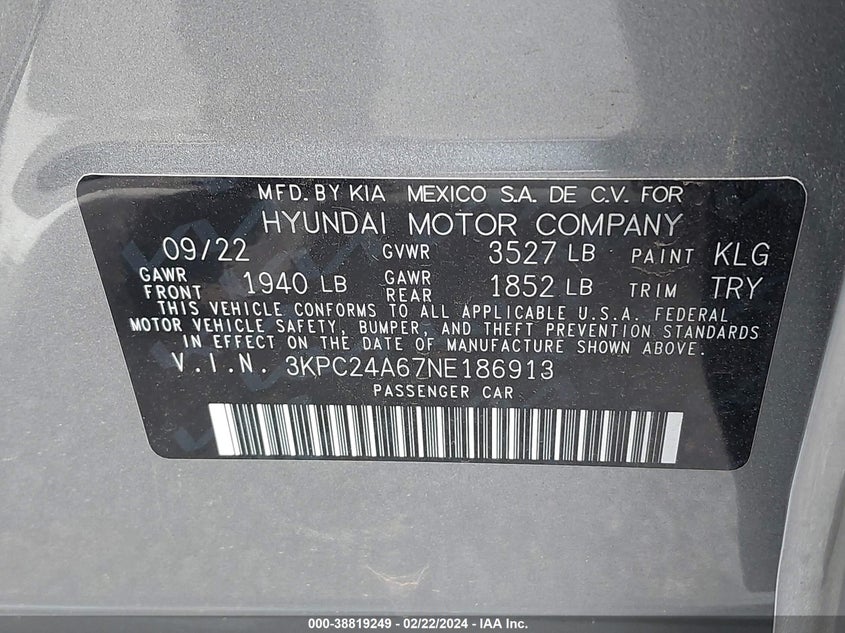 MFD. BY KIA MEXICO S.A. DE C.V. FOR
HYUNDAI MOTOR COMPANY
09/22 GVWR 3527 LB PAINT KLG
GAWR FRONT 1940 LB GAWR REAR 1852 LB TRIM TRY
THIS VEHICLE CONFORMS TO ALL APPLICABLE U.S.A. FEDERAL
MOTOR VEHICLE SAFETY, BUMPER, AND THEFT PREVENTION STANDARDS
IN EFFECT ON THE DATE OF MANUFACTURE SHOWN ABOVE.
V.I.N. 3KPC24A67NE186913
PASSENGER CAR
000-38819249 - 02/22/2024 - IAA Inc.